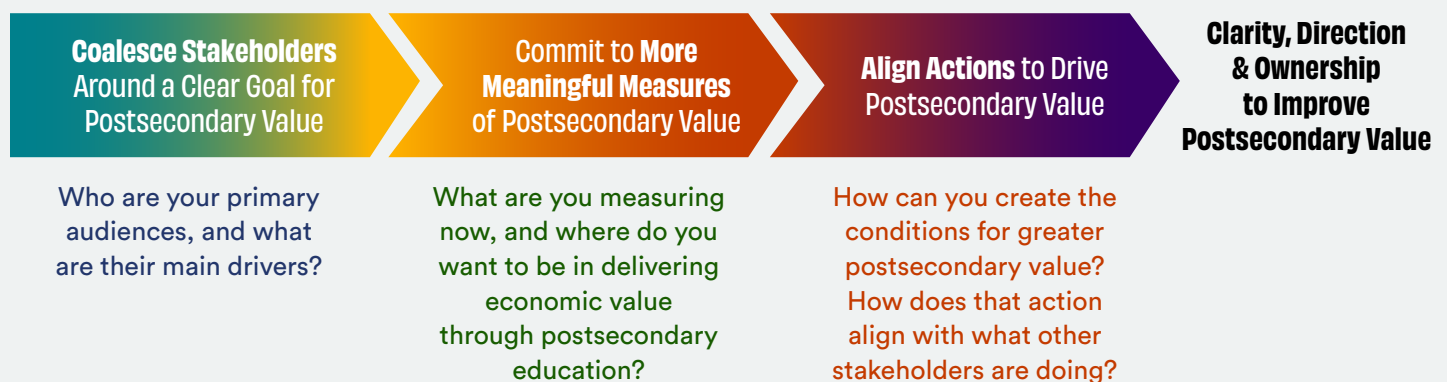 Coalesce Stakeholders
Around a Clear Goal for
Postsecondary Value
Commit to More
Meaningful Measures
of Postsecondary Value
Align Actions to Drive
Postsecondary Value
Clarity, Direction
& Ownership
to Improve
Postsecondary Value
Who are your primary
audiences, and what
are their main drivers?
What are you measuring
now, and where do you
want to be in delivering
economic value
through postsecondary
education?
How can you create the
conditions for greater
postsecondary value?
How does that action
align with what other
stakeholders are doing?